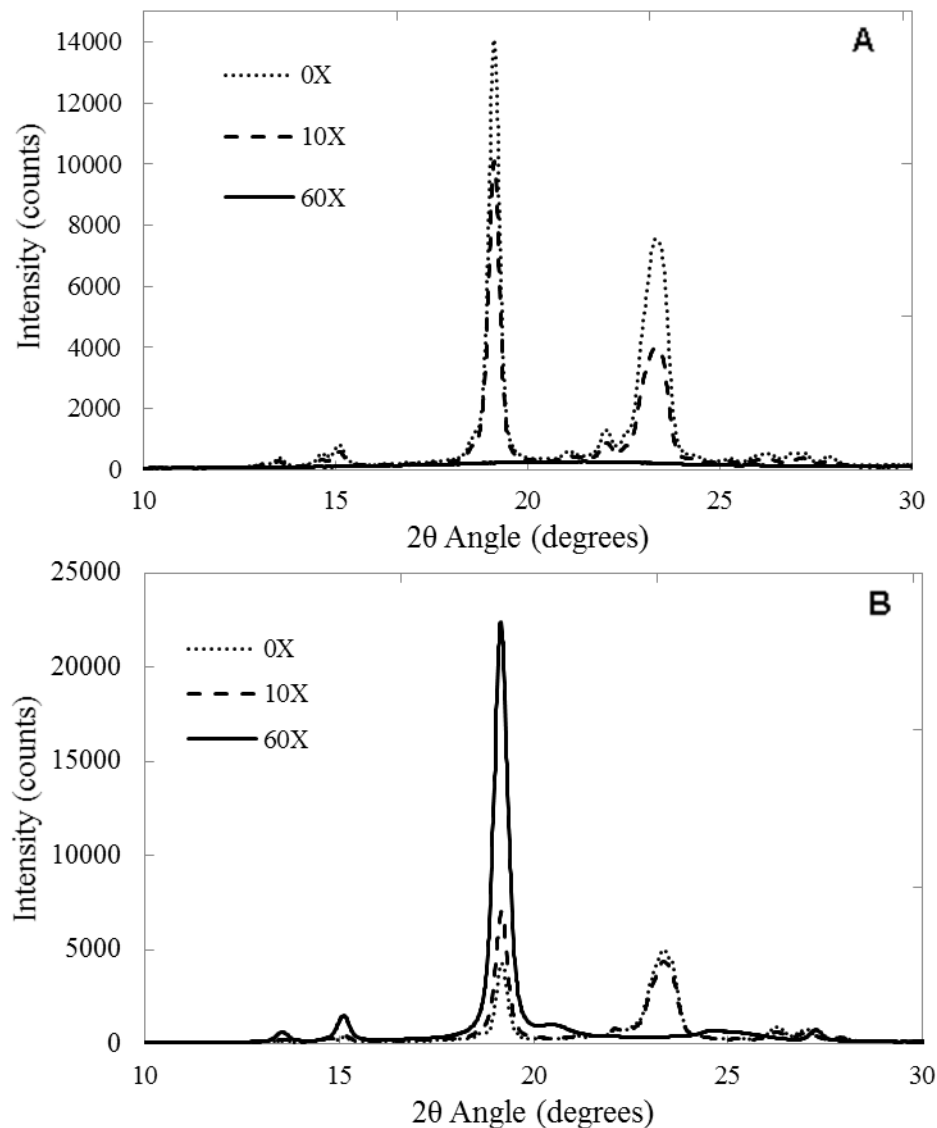 A
14000
12000
10000
8000
6000
4000
2000
0
Intensity (counts)
0X
10X
60X
10 15 20 25 30
2θ Angle (degrees)
B
25000
20000
15000
10000
5000
0
Intensity (counts)
0X
10X
60X
10 15 20 25 30
2θ Angle (degrees)